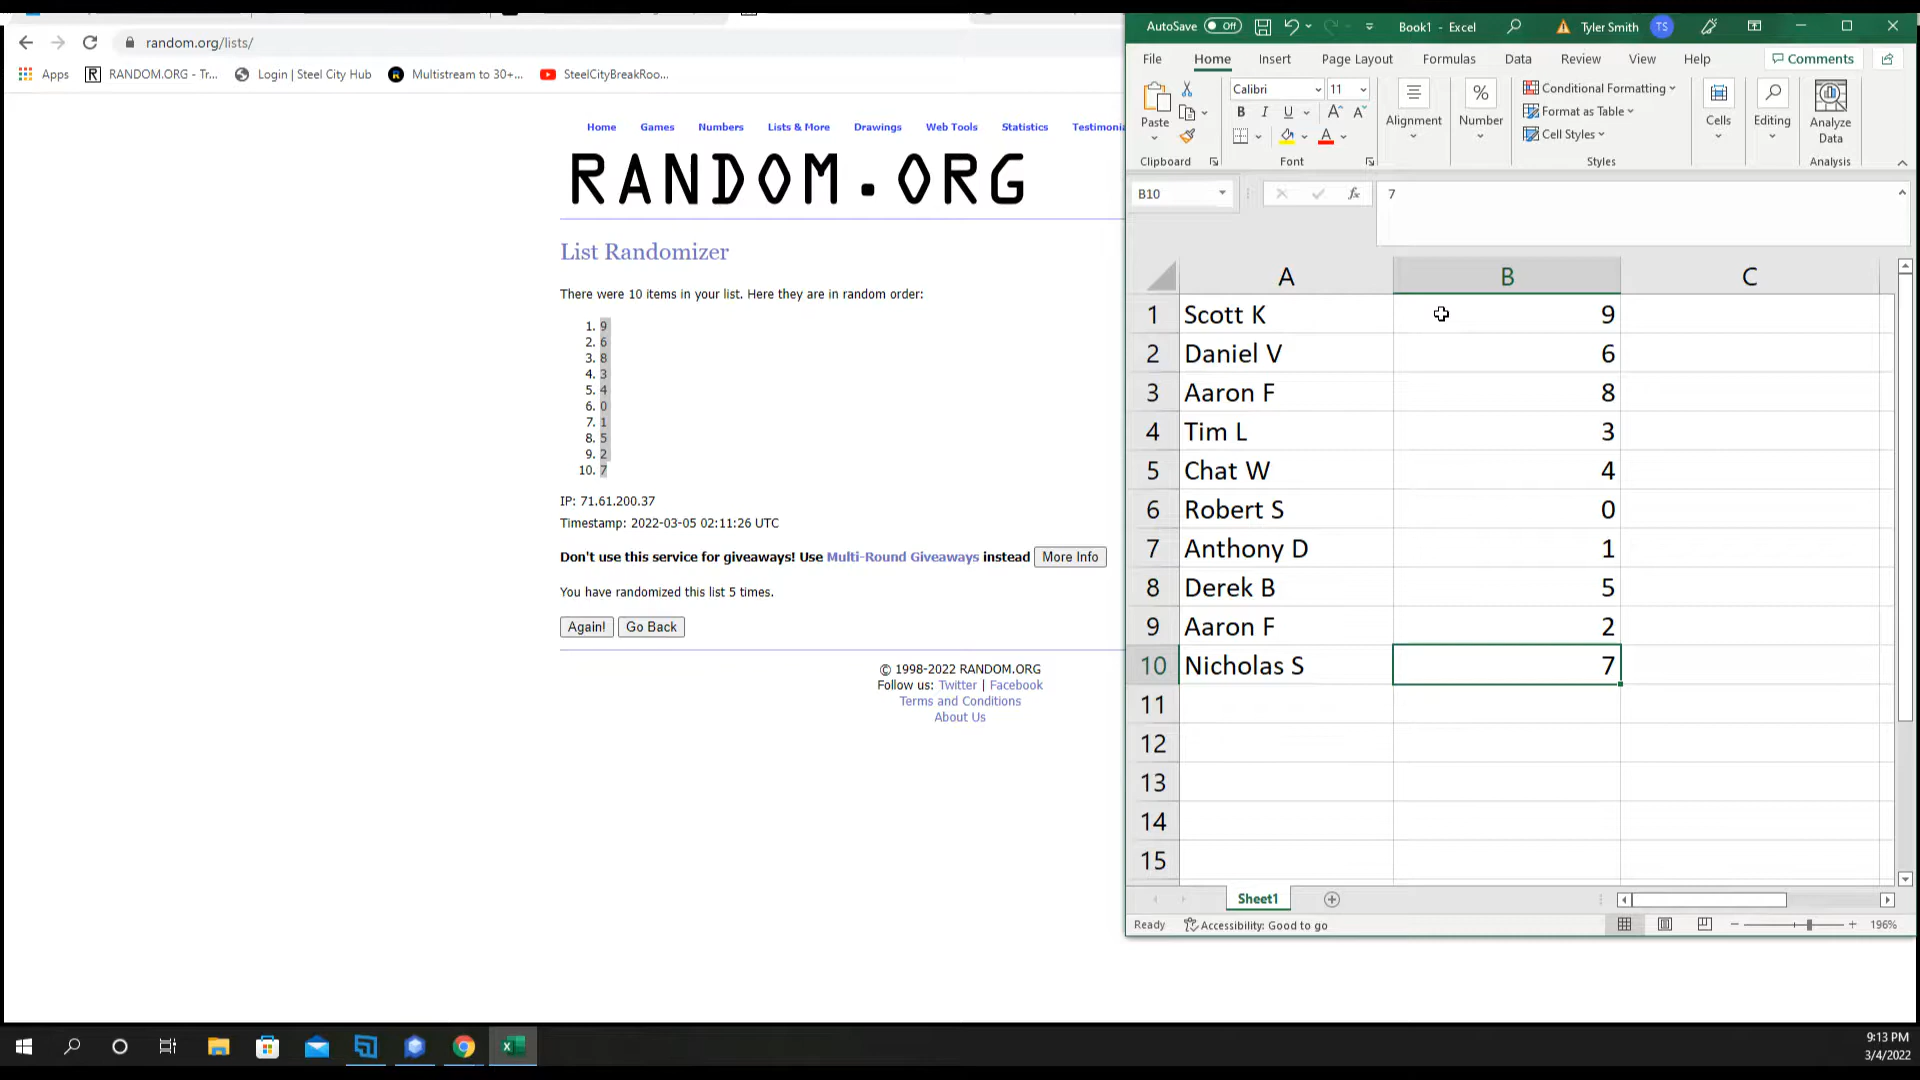 random.org/lists/
Apps RANDOM.ORG - Tr... Login | Steel City Hub Multistream to 30+... SteelCityBreakRoo...
Home Games Numbers Lists & More Drawings Web Tools Statistics Testimonia
RANDOM.ORG
List Randomizer
There were 10 items in your list. Here they are in random order:
1. 9
2. 6
3. 8
4. 3
5. 4
6. 0
7. 1
8. 5
9. 2
10. 7
IP: 71.61.200.37
Timestamp: 2022-03-05 02:11:26 UTC
Don't use this service for giveaways! Use Multi-Round Giveaways instead More Info
You have randomized this list 5 times.
Again! Go Back
© 1998-2022 RANDOM.ORG
Follow us: Twitter | Facebook
Terms and Conditions
About Us
AutoSave Off Book1 - Excel Tyler Smith TS
File Home Insert Page Layout Formulas Data Review View Help Comments
Paste Calibri 11 Alignment Number Conditional Formatting Cells Editing Analyze
Data
B I U A A A % Format as Table
Cell Styles
Clipboard Font Styles Analysis
B10 fx 7
A B C
1 Scott K 9
2 Daniel V 6
3 Aaron F 8
4 Tim L 3
5 Chat W 4
6 Robert S 0
7 Anthony D 1
8 Derek B 5
9 Aaron F 2
10 Nicholas S 7
11
12
13
14
15
Sheet1
Ready Accessibility: Good to go 196%
9:13 PM
3/4/2022